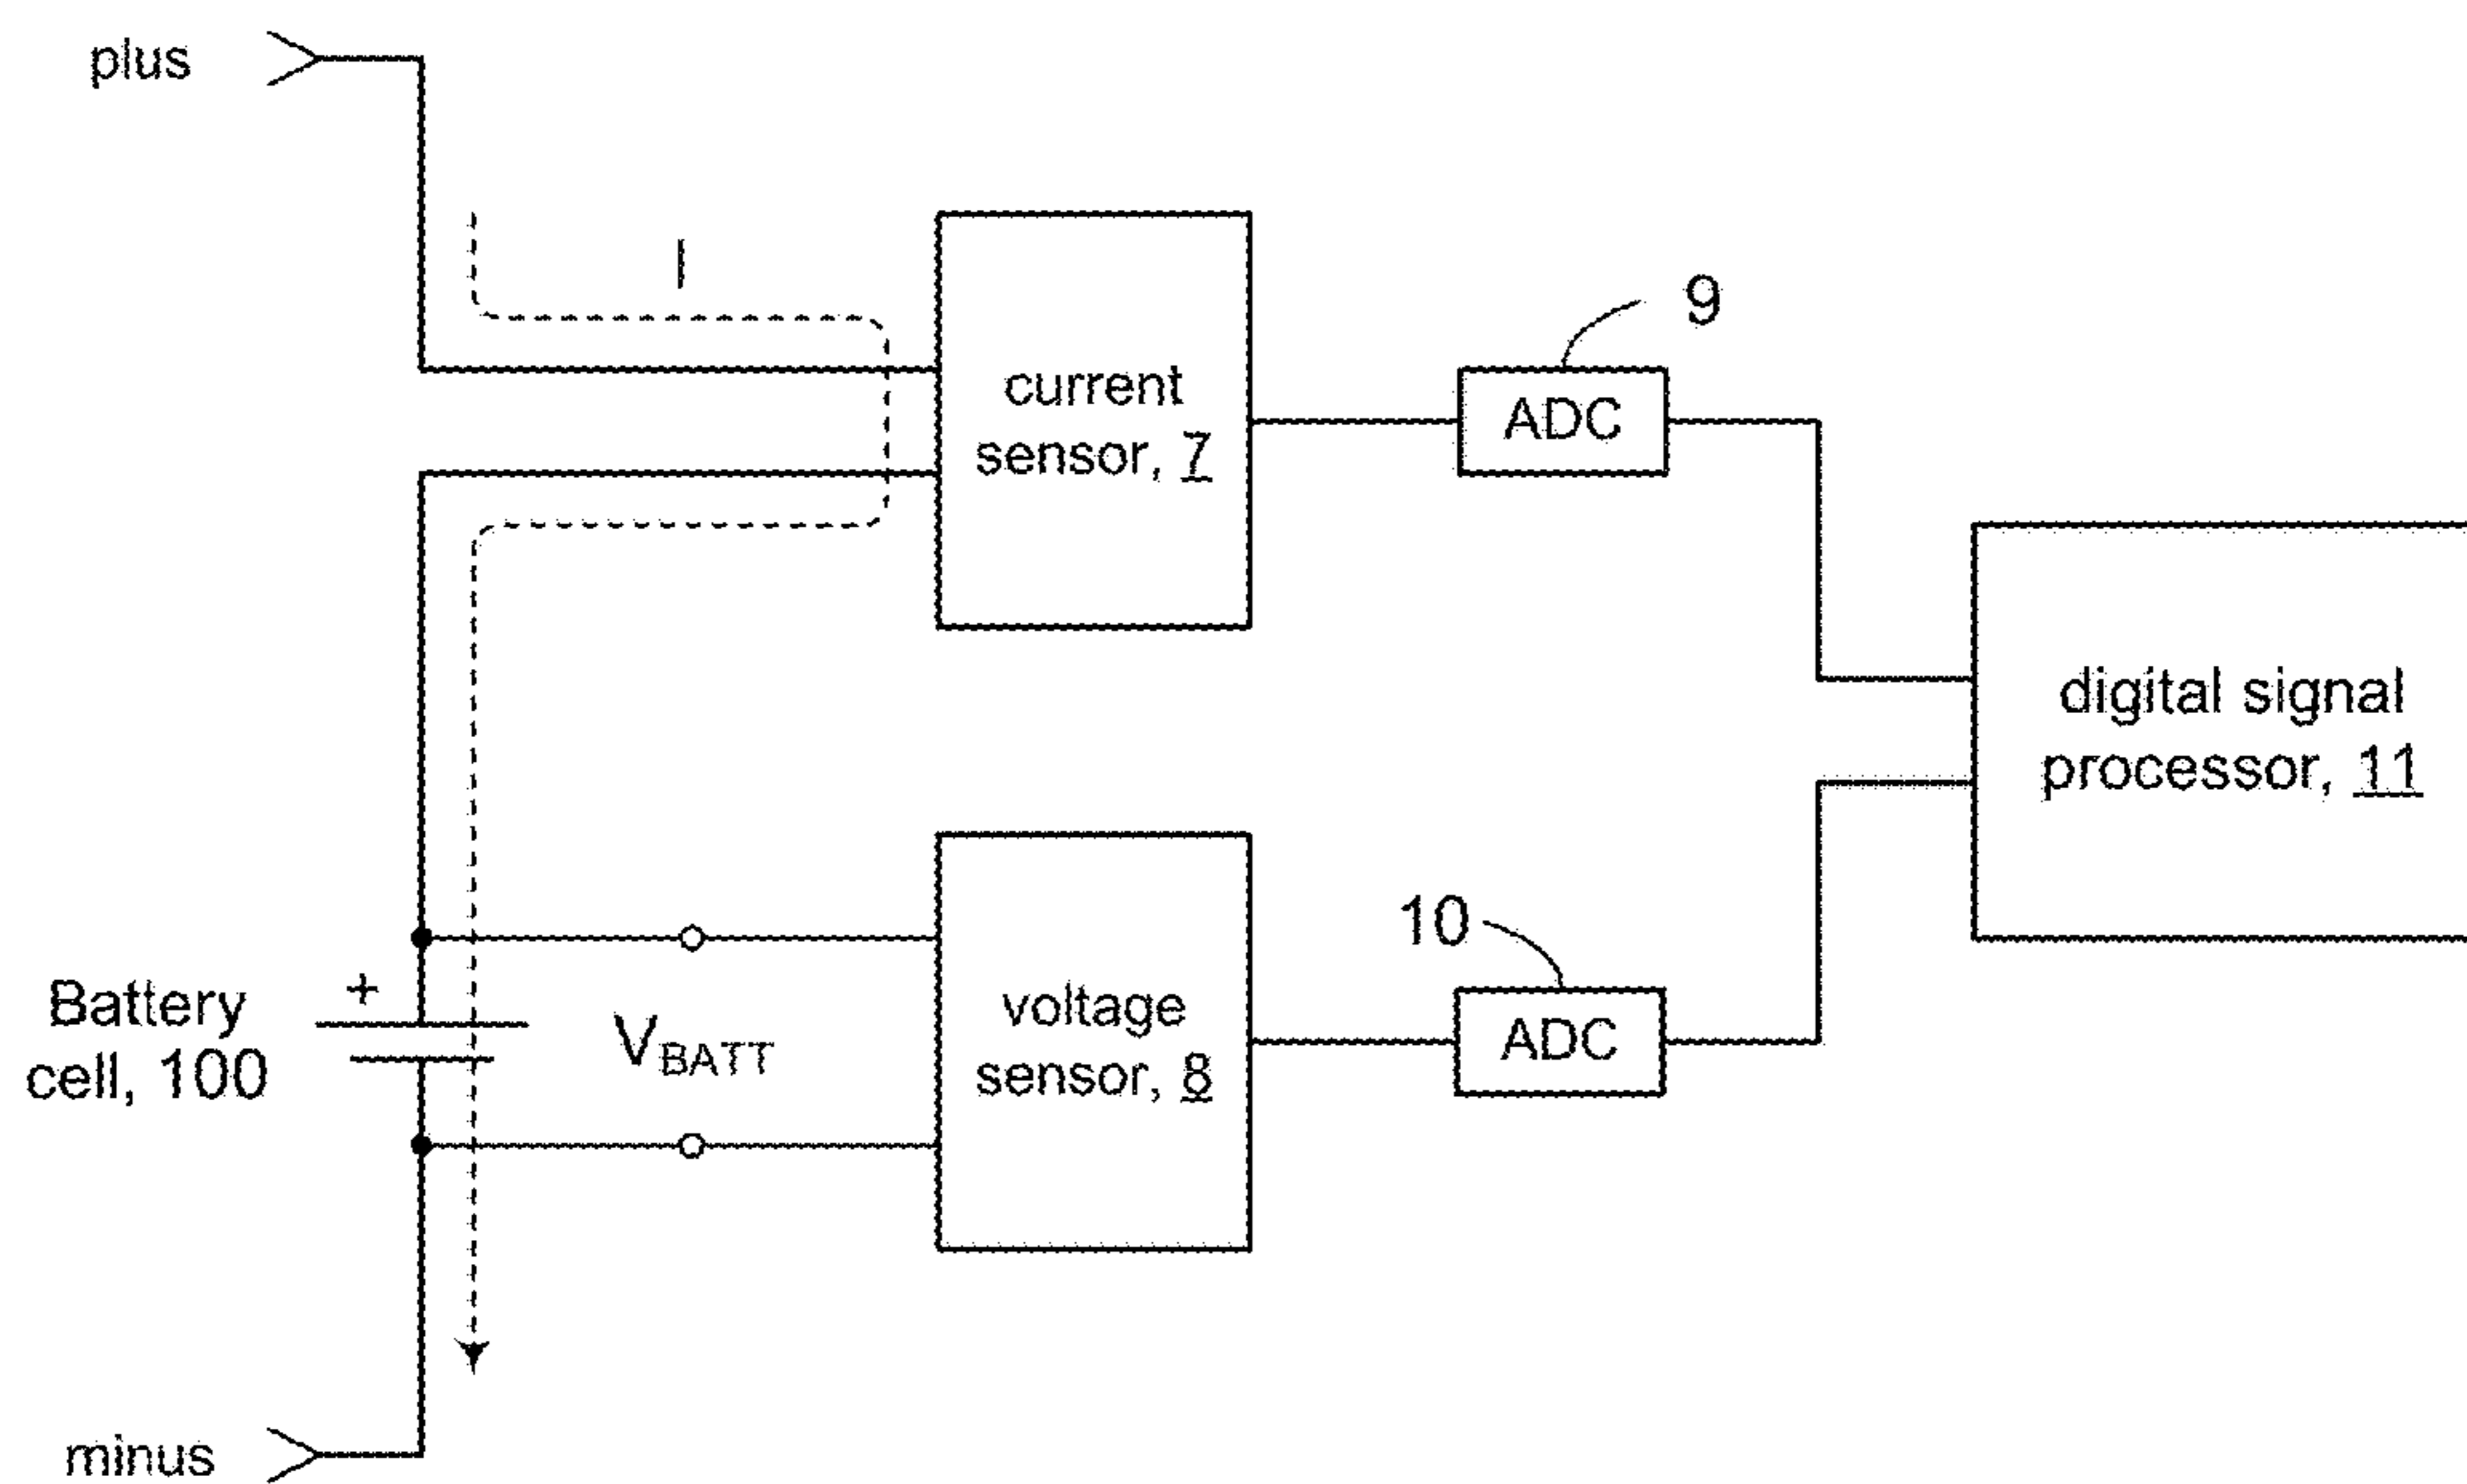 plus
I
9
current
sensor, 7
ADC
digital signal
processor, 11
10
+
Battery
cell, 100
VBATT
voltage
sensor, 8
ADC
minus